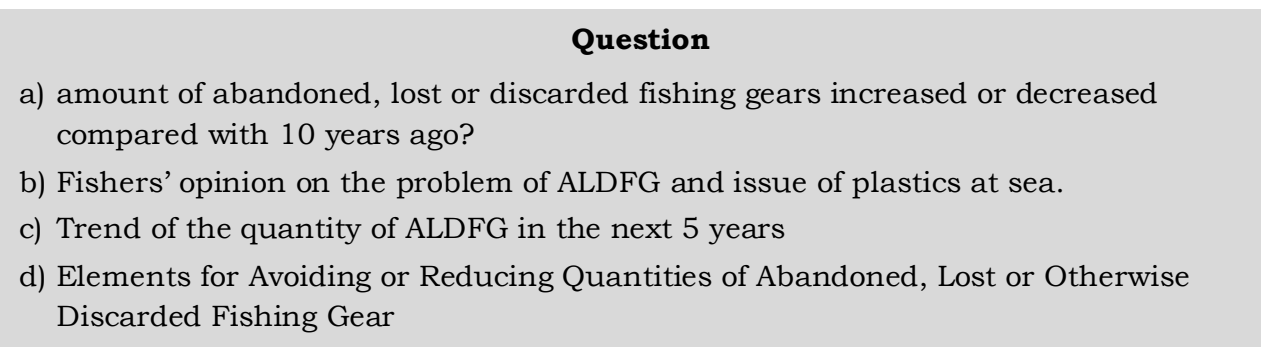 Question
a) amount of abandoned, lost or discarded fishing gears increased or decreased
compared with 10 years ago?
b) Fishers’ opinion on the problem of ALDFG and issue of plastics at sea.
c) Trend of the quantity of ALDFG in the next 5 years
d) Elements for Avoiding or Reducing Quantities of Abandoned, Lost or Otherwise
Discarded Fishing Gear